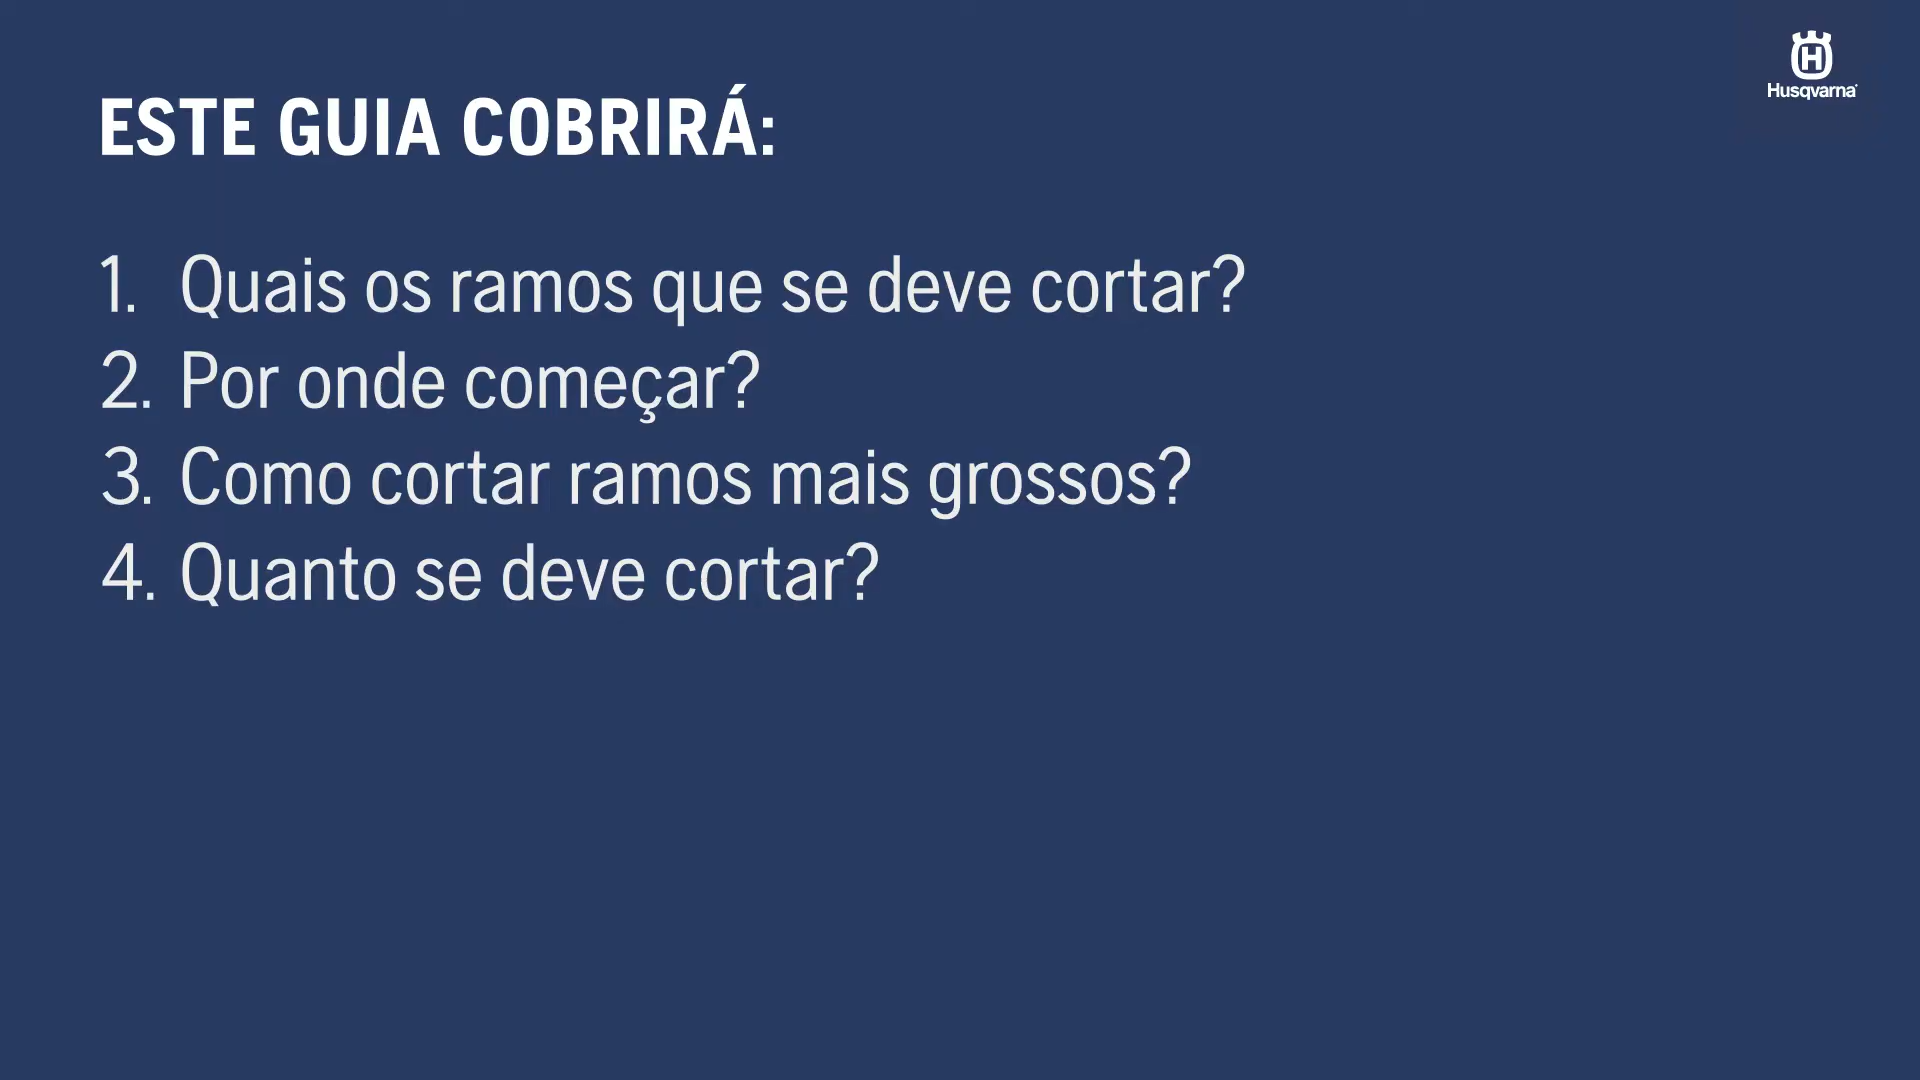 Husqvarna
ESTE GUIA COBRIRÁ:
1. Quais os ramos que se deve cortar?
2. Por onde começar?
3. Como cortar ramos mais grossos?
4. Quanto se deve cortar?